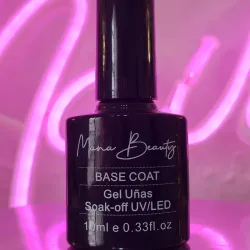 Mana Beauty
BASE COAT
Gel Uñas
Soak-off UV/LED
10ml e 0.33fl.oz